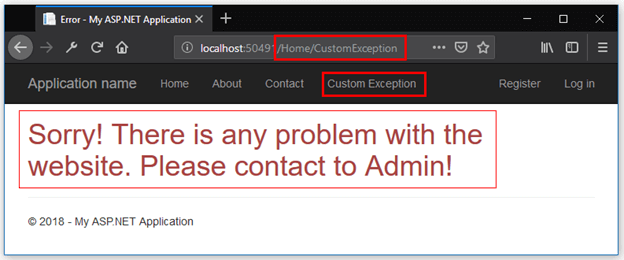 Error - My ASP.NET Application
localhost:50491/Home/CustomException
Application name Home About Contact Custom Exception Register Log in
Sorry! There is any problem with the
website. Please contact to Admin!
© 2018 - My ASP.NET Application